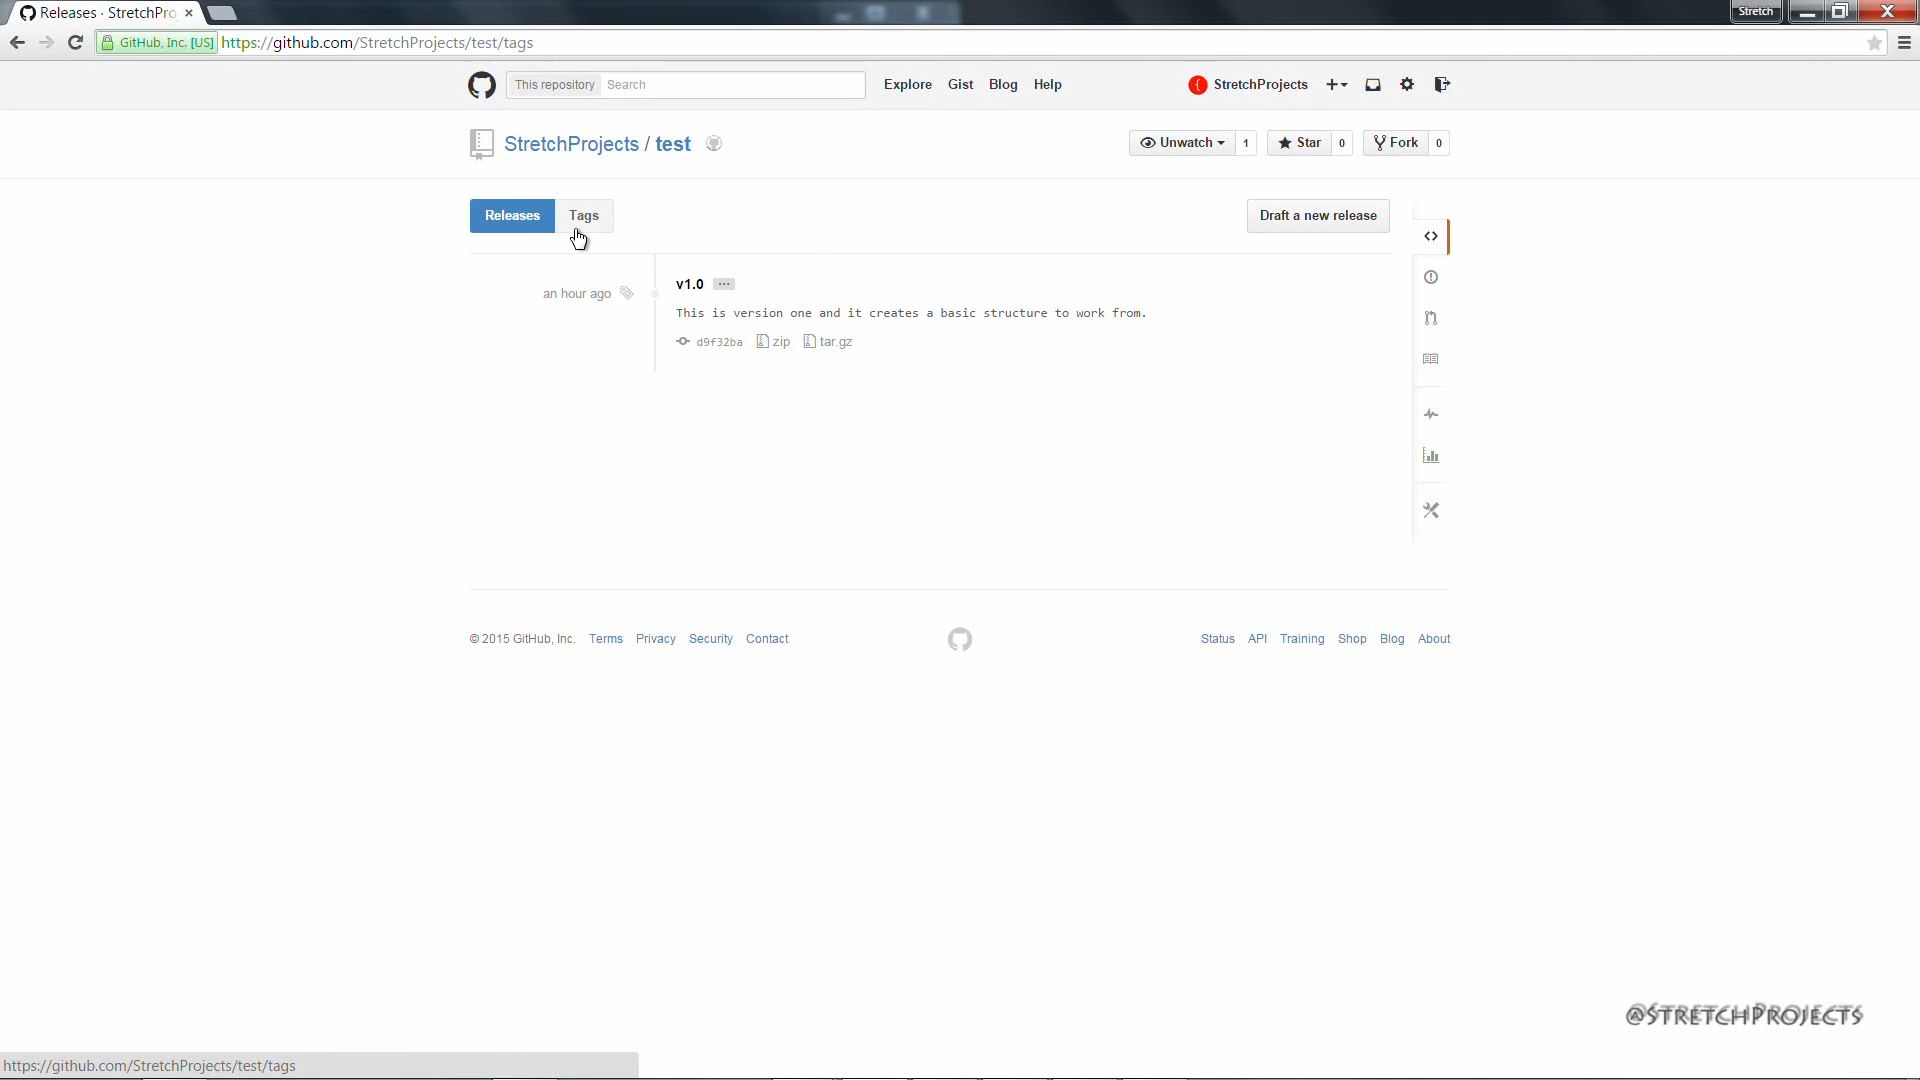 Releases · StretchPro
Stretch
GitHub, Inc. [US] https://github.com/StretchProjects/test/tags
This repository Search Explore Gist Blog Help StretchProjects
StretchProjects / test Unwatch 1 Star 0 Fork 0
Releases Tags Draft a new release
v1.0 ...
an hour ago
This is version one and it creates a basic structure to work from.
d9f32ba zip tar.gz
© 2015 GitHub, Inc. Terms Privacy Security Contact Status API Training Shop Blog About
@StretchProjects
https://github.com/StretchProjects/test/tags